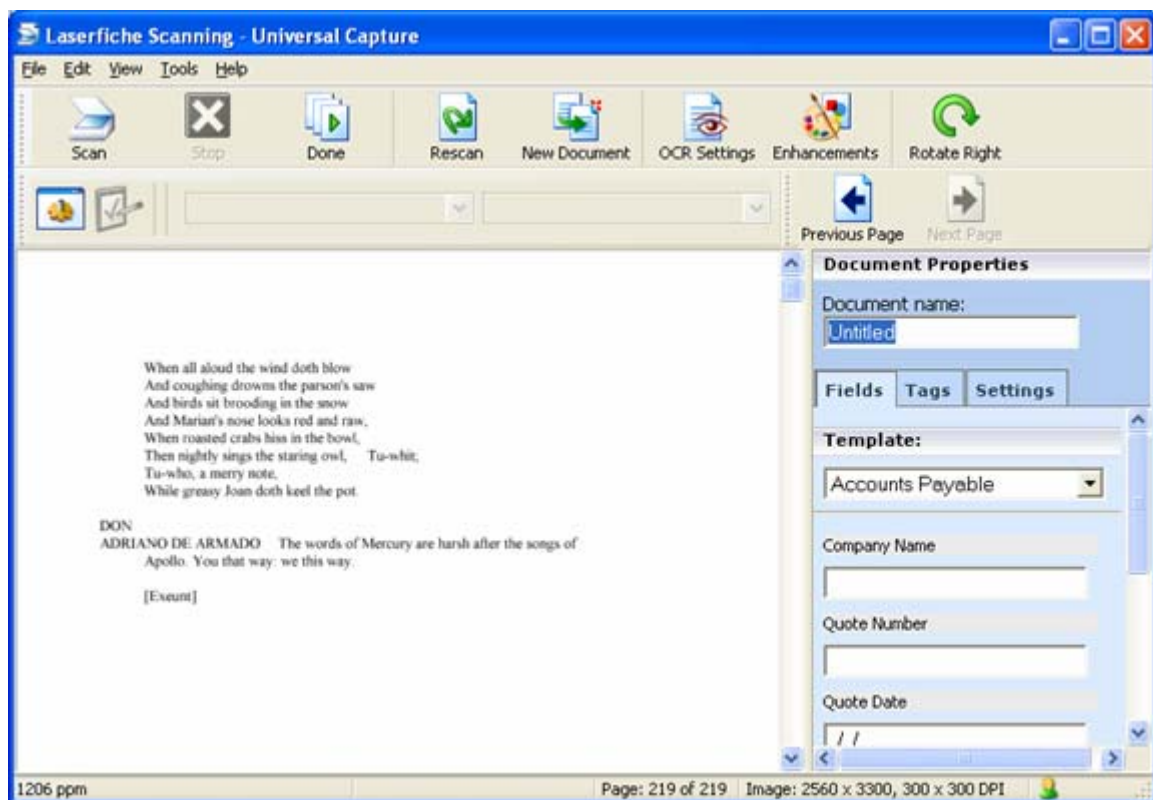 Laserfiche Scanning - Universal Capture
File Edit View Tools Help
Scan Stop Done Rescan New Document OCR Settings Enhancements Rotate Right
Previous Page Next Page
When all aloud the wind doth blow
And coughing drowns the parson's saw
And birds sit brooding in the snow
And Marian's nose looks red and raw,
When roasted crabs hiss in the bowl,
Then nightly sings the staring owl, Tu-whit;
Tu-who, a merry note,
While greasy Joan doth keel the pot.
DON
ADRIANO DE ARMADO The words of Mercury are harsh after the songs of
Apollo. You that way: we this way.
[Exeunt]
Document Properties
Document name:
Untitled
Fields Tags Settings
Template:
Accounts Payable
Company Name
Quote Number
Quote Date
/ /
1206 ppm Page: 219 of 219 Image: 2560 x 3300, 300 x 300 DPI